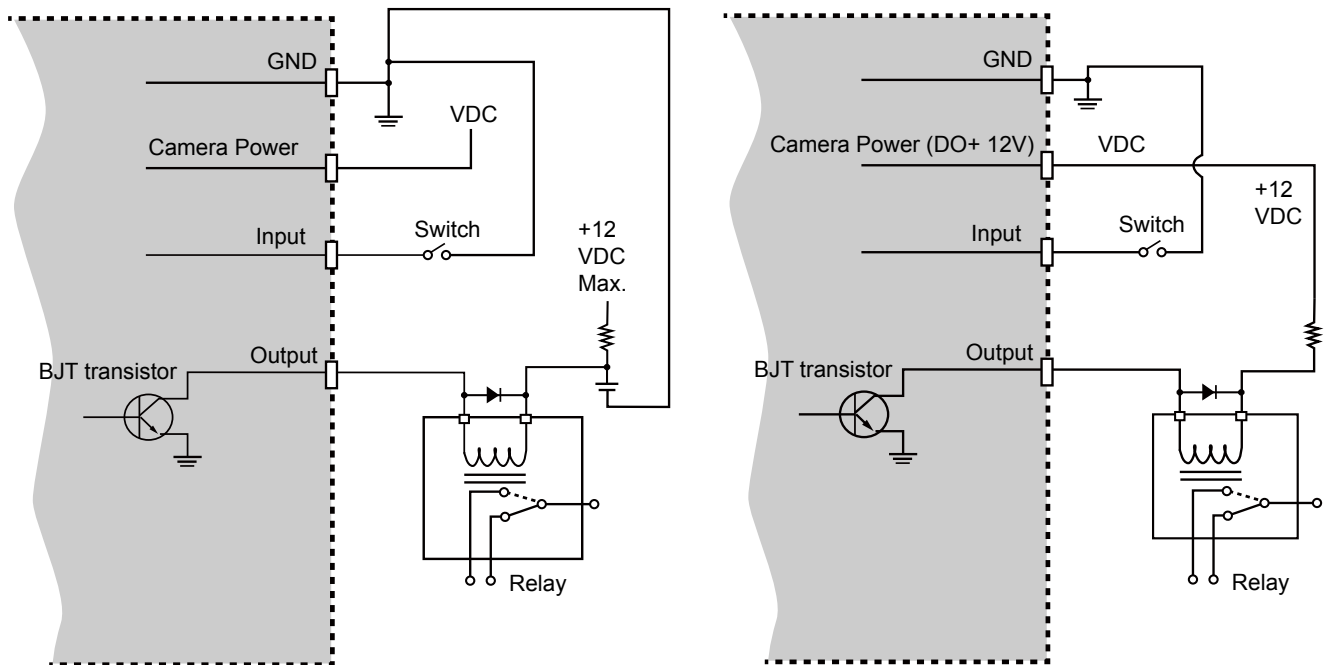 GND
VDC
Camera Power
Input
Switch
+12
VDC
Max.
Output
BJT transistor
Relay
GND
Camera Power (DO+ 12V)
VDC
+12
VDC
Input
Switch
Output
BJT transistor
Relay